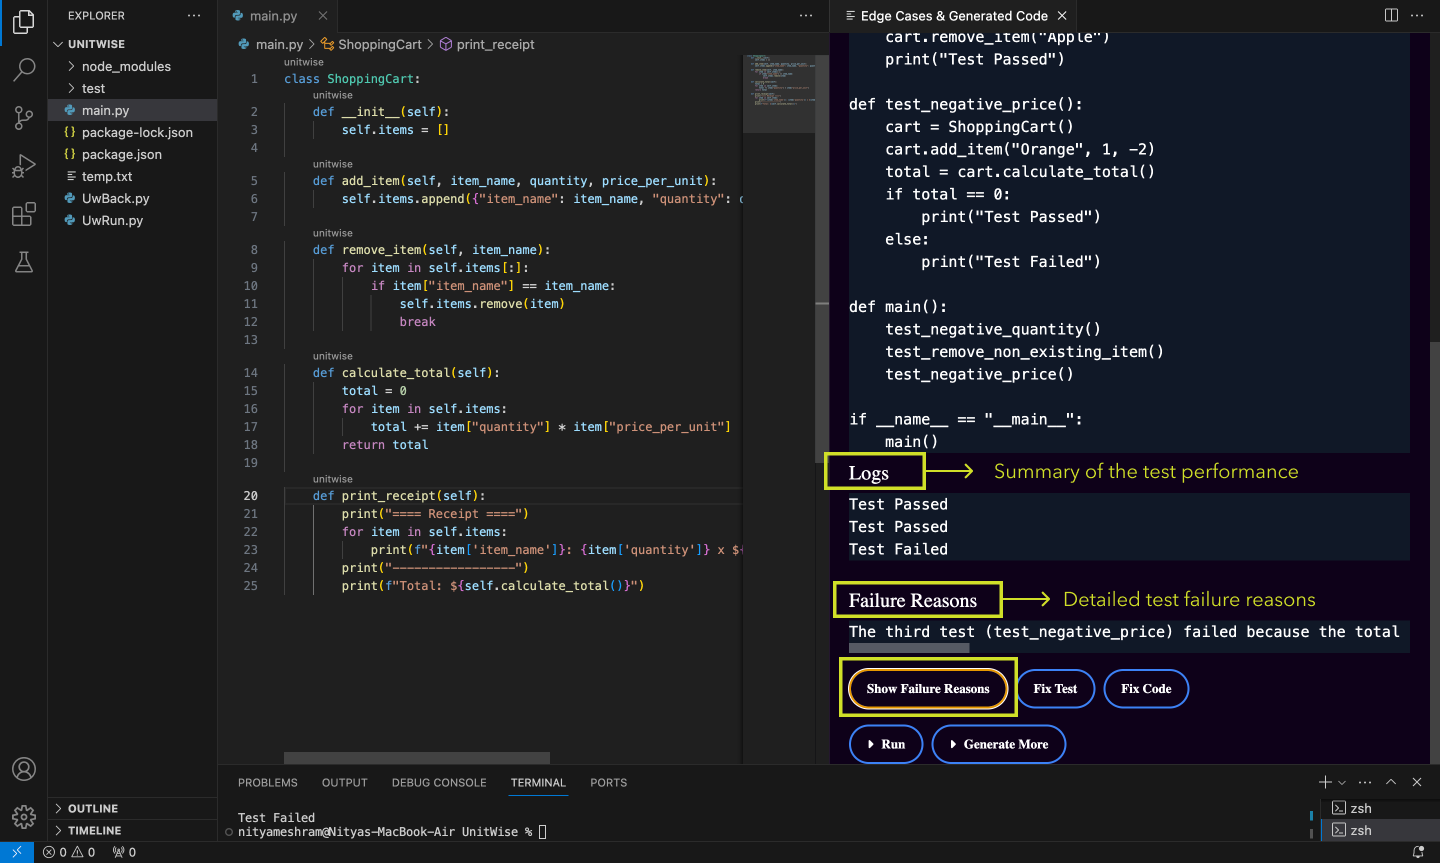 EXPLORER
UNITWISE
node_modules
test
main.py
package-lock.json
package.json
temp.txt
UwBack.py
UwRun.py
OUTLINE
TIMELINE
main.py
main.py > ShoppingCart > print_receipt
unitwise
1 class ShoppingCart:
unitwise
2 def __init__(self):
3 self.items = []
4
unitwise
5 def add_item(self, item_name, quantity, price_per_unit):
6 self.items.append({"item_name": item_name, "quantity":
7
unitwise
8 def remove_item(self, item_name):
9 for item in self.items[:]:
10 if item["item_name"] == item_name:
11 self.items.remove(item)
12 break
13
unitwise
14 def calculate_total(self):
15 total = 0
16 for item in self.items:
17 total += item["quantity"] * item["price_per_unit"]
18 return total
19
unitwise
20 def print_receipt(self):
21 print("==== Receipt ====")
22 for item in self.items:
23 print(f"{item['item_name']}: {item['quantity']} x ${
24 print("-----------------")
25 print(f"Total: ${self.calculate_total()}")
Edge Cases & Generated Code
cart.remove_item("Apple")
print("Test Passed")
def test_negative_price():
cart = ShoppingCart()
cart.add_item("Orange", 1, -2)
total = cart.calculate_total()
if total == 0:
print("Test Passed")
else:
print("Test Failed")
def main():
test_negative_quantity()
test_remove_non_existing_item()
test_negative_price()
if __name__ == "__main__":
main()
Logs
Summary of the test performance
Test Passed
Test Passed
Test Failed
Failure Reasons
Detailed test failure reasons
The third test (test_negative_price) failed because the total
Show Failure Reasons
Fix Test
Fix Code
Run
Generate More
PROBLEMS
OUTPUT
DEBUG CONSOLE
TERMINAL
PORTS
Test Failed
nityameshram@Nityas-MacBook-Air UnitWise %
zsh
zsh
0 0 0